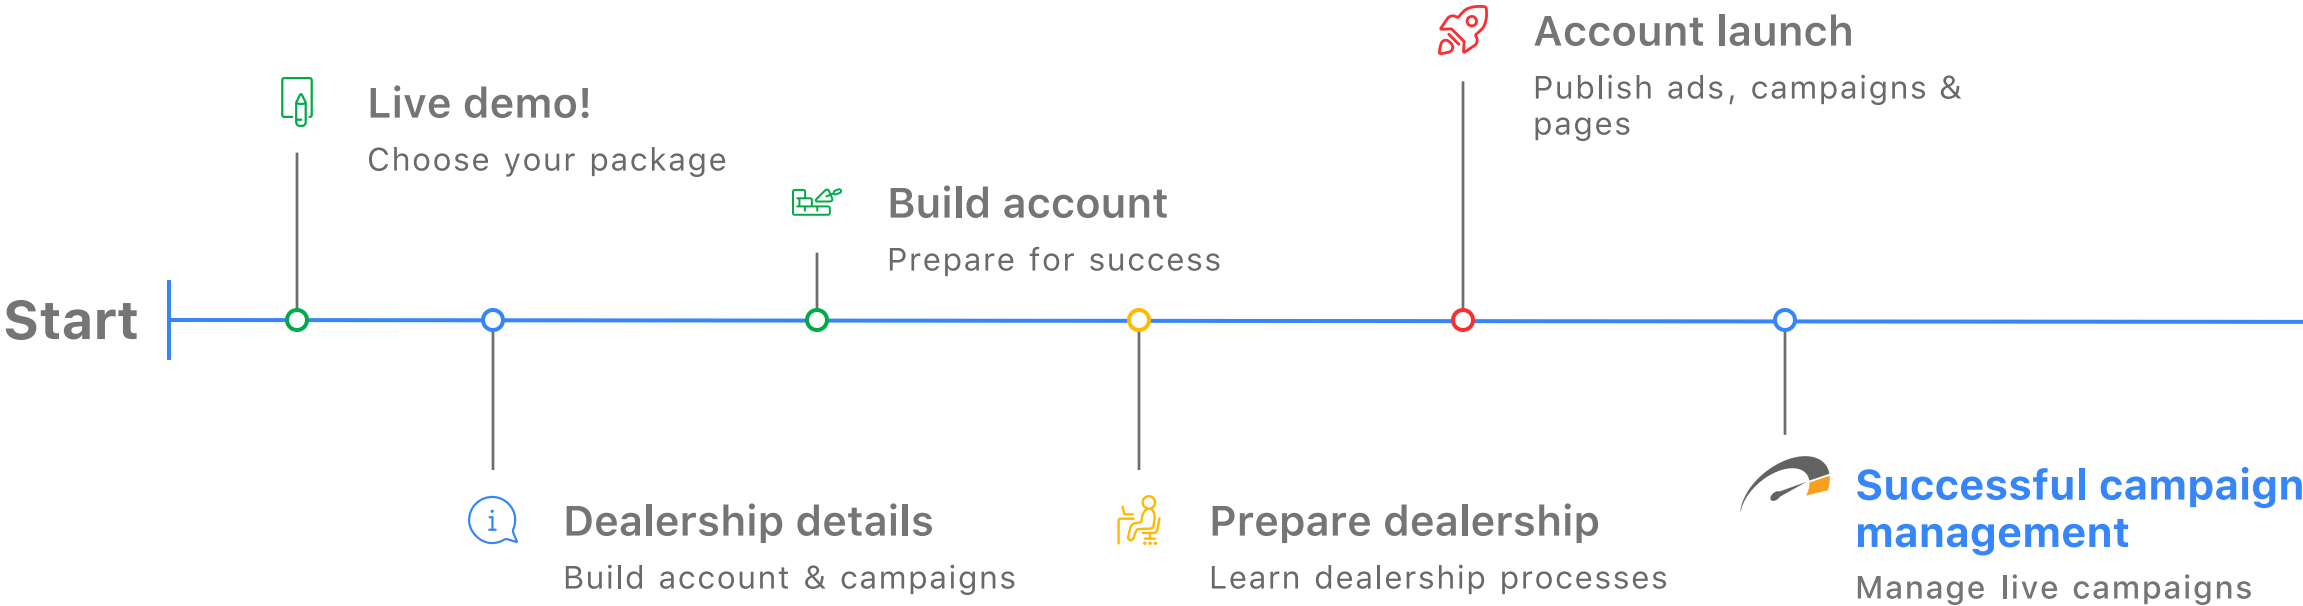 Start
Live demo!
Choose your package
Dealership details
Build account & campaigns
Build account
Prepare for success
Prepare dealership
Learn dealership processes
Account launch
Publish ads, campaigns &
pages
Successful campaign
management
Manage live campaigns